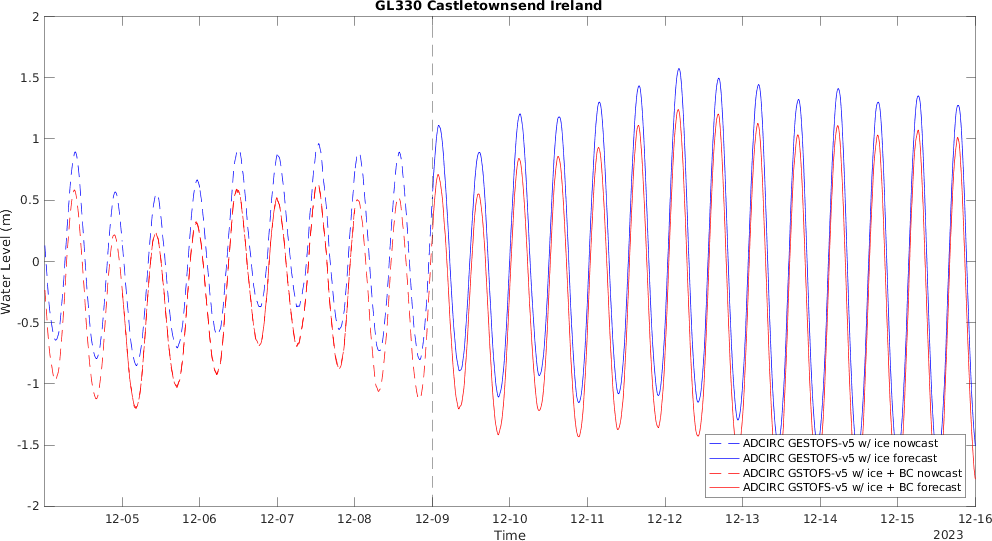 GL330 Castletownsend Ireland
2
1.5
1
0.5
0
-0.5
-1
-1.5
-2
Water Level (m)
ADCIRC GESTOFS-v5 w/ ice nowcast
ADCIRC GESTOFS-v5 w/ ice forecast
ADCIRC GSTOFS-v5 w/ ice + BC nowcast
ADCIRC GSTOFS-v5 w/ ice + BC forecast
12-05 12-06 12-07 12-08 12-09 12-10 12-11 12-12 12-13 12-14 12-15 12-16
Time
2023